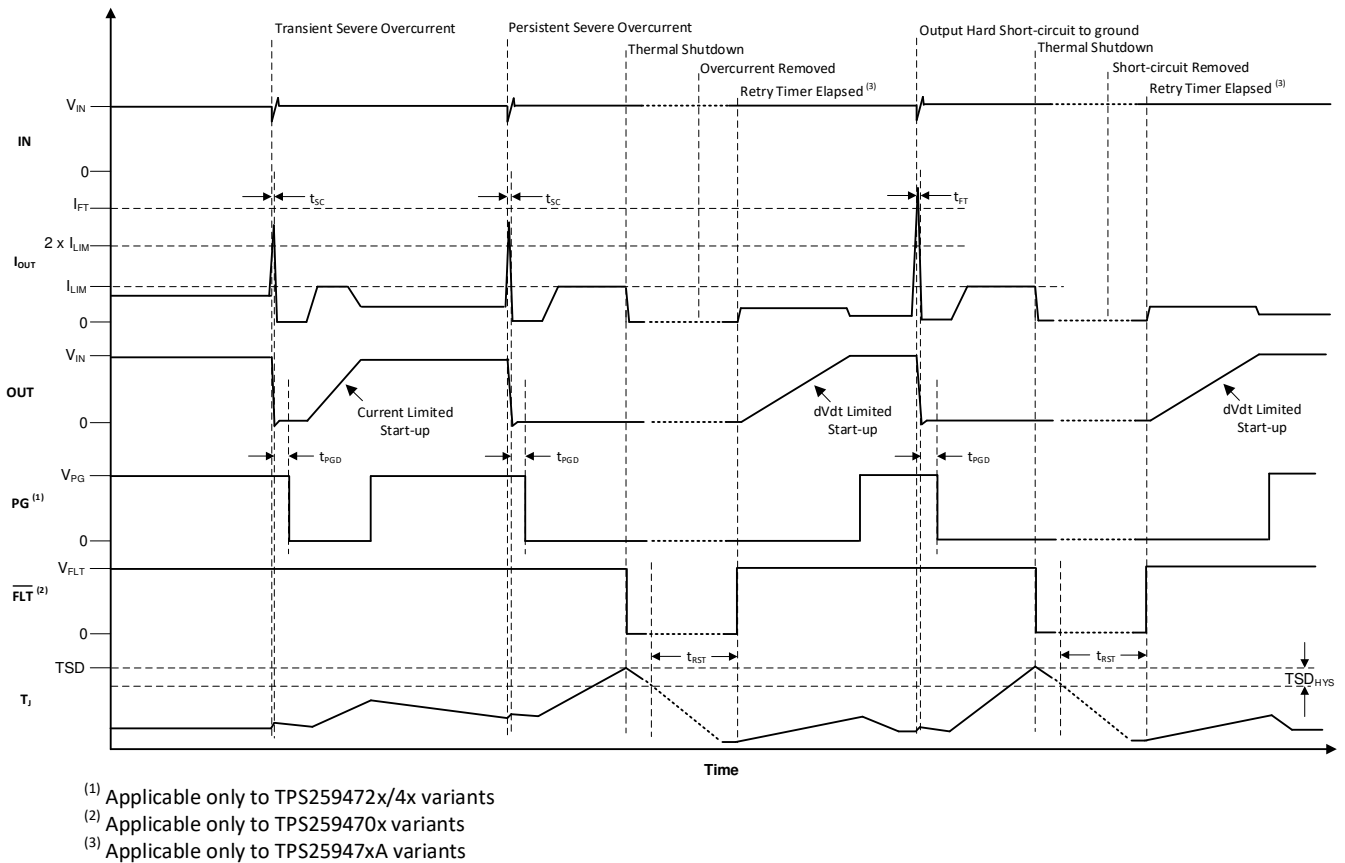 Transient Severe Overcurrent
Persistent Severe Overcurrent
Thermal Shutdown
Overcurrent Removed
Retry Timer Elapsed (3)
Output Hard Short-circuit to ground
Thermal Shutdown
Short-circuit Removed
Retry Timer Elapsed (3)
VIN
IN
0
IFT
tSC
tSC
tFT
2 x ILIM
IOUT
ILIM
0
VIN
OUT
Current Limited
Start-up
dVdt Limited
Start-up
dVdt Limited
Start-up
0
tPGD
tPGD
tPGD
VPG
PG (1)
0
VFLT
FLT (2)
0
tRST
tRST
TSD
TSDHYS
TJ
Time
(1) Applicable only to TPS259472x/4x variants
(2) Applicable only to TPS259470x variants
(3) Applicable only to TPS25947xA variants